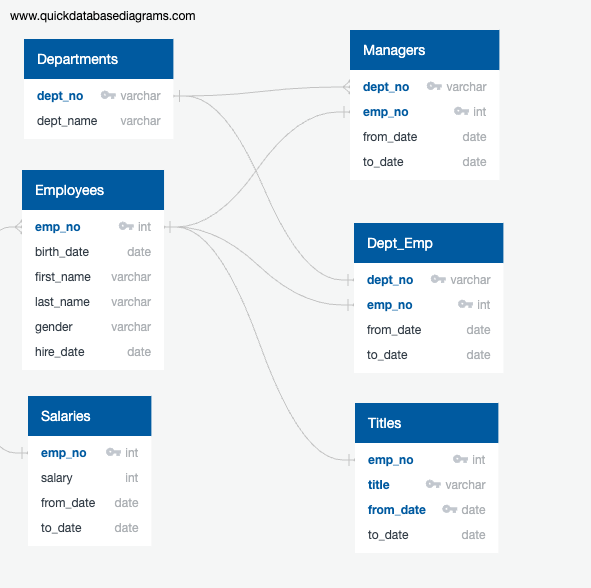 www.quickdatabasediagrams.com
Departments
dept_no varchar
dept_name varchar
Employees
emp_no int
birth_date date
first_name varchar
last_name varchar
gender varchar
hire_date date
Salaries
emp_no int
salary int
from_date date
to_date date
Managers
dept_no varchar
emp_no int
from_date date
to_date date
Dept_Emp
dept_no varchar
emp_no int
from_date date
to_date date
Titles
emp_no int
title varchar
from_date date
to_date date